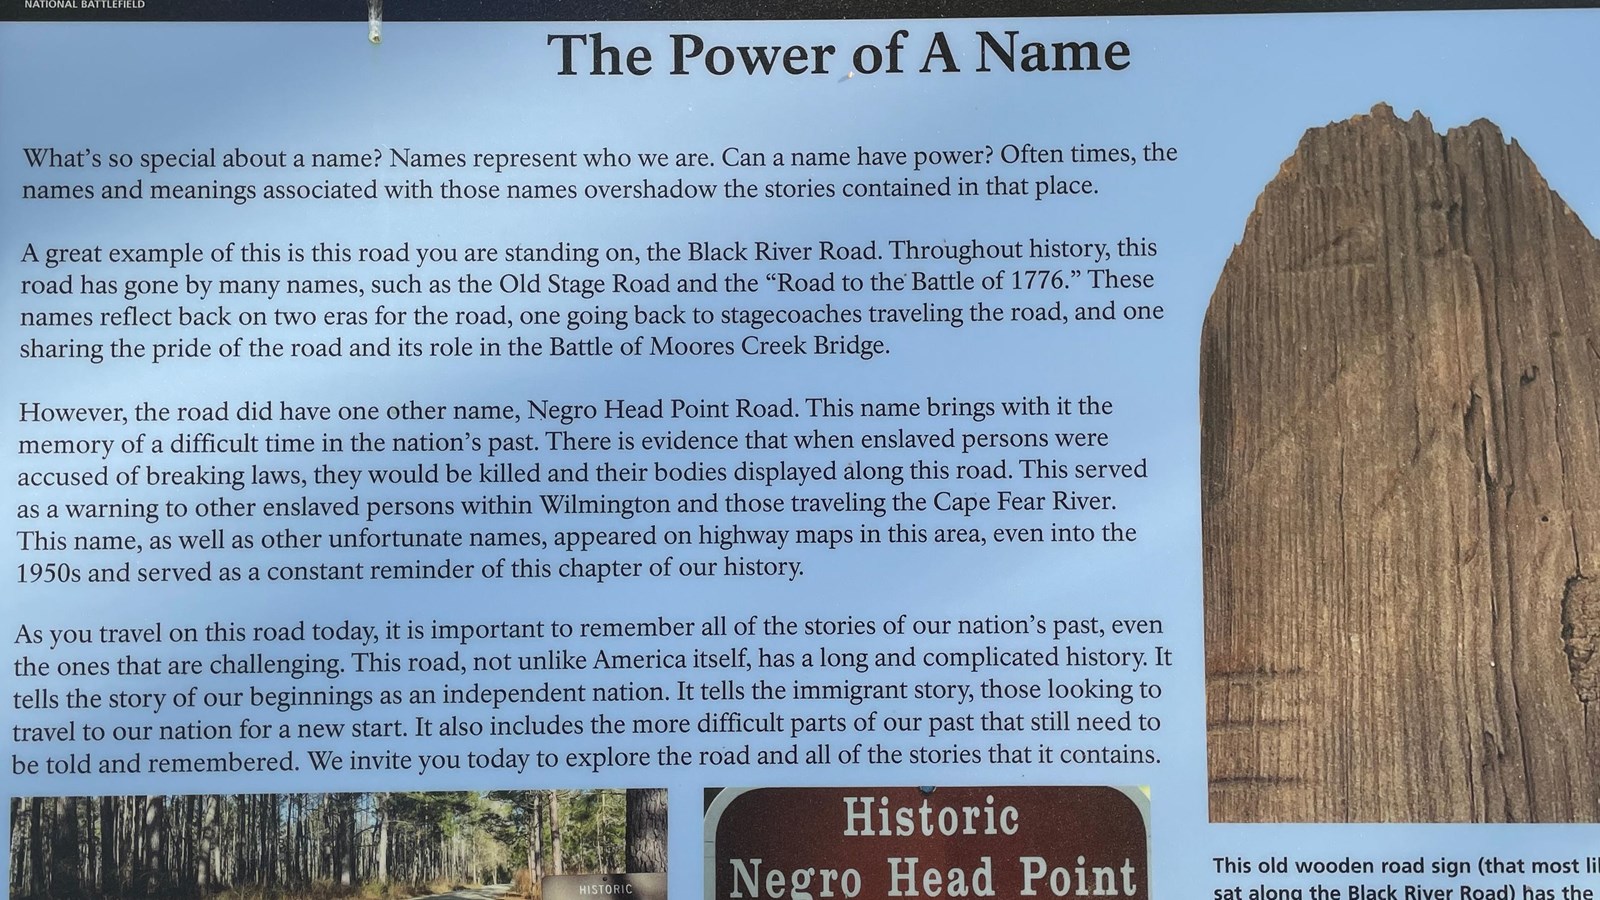 NATIONAL BATTLEFIELD
The Power of A Name
What's so special about a name? Names represent who we are. Can a name have power? Often times, the
names and meanings associated with those names overshadow the stories contained in that place.
A great example of this is this road you are standing on, the Black River Road. Throughout history, this
road has gone by many names, such as the Old Stage Road and the “Road to the Battle of 1776.” These
names reflect back on two eras for the road, one going back to stagecoaches traveling the road, and one
sharing the pride of the road and its role in the Battle of Moores Creek Bridge.
However, the road did have one other name, Negro Head Point Road. This name brings with it the
memory of a difficult time in the nation's past. There is evidence that when enslaved persons were
accused of breaking laws, they would be killed and their bodies displayed along this road. This served
as a warning to other enslaved persons within Wilmington and those traveling the Cape Fear River.
This name, as well as other unfortunate names, appeared on highway maps in this area, even into the
1950s and served as a constant reminder of this chapter of our history.
As you travel on this road today, it is important to remember all of the stories of our nation's past, even
the ones that are challenging. This road, not unlike America itself, has a long and complicated history. It
tells the story of our beginnings as an independent nation. It tells the immigrant story, those looking to
travel to our nation for a new start. It also includes the more difficult parts of our past that still need to
be told and remembered. We invite you today to explore the road and all of the stories that it contains.
HISTORIC
Historic
Negro Head Point
This old wooden road sign (that most
sat along the Black River Road) has the